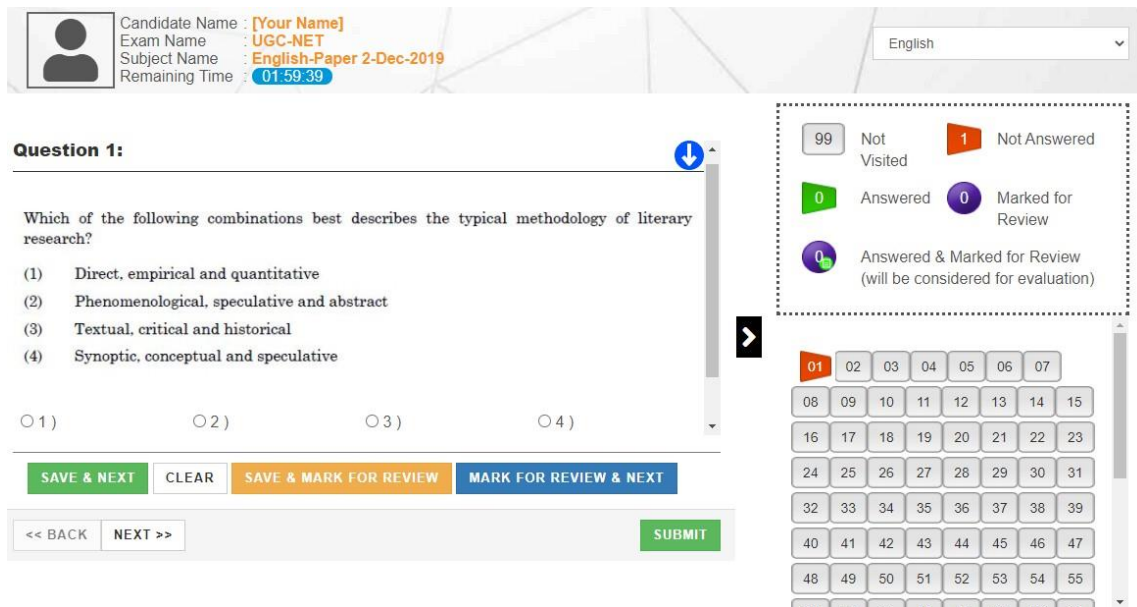 Candidate Name : [Your Name]
Exam Name : UGC-NET
Subject Name : English-Paper 2-Dec-2019
Remaining Time : 01:59:39
English
Question 1:
Which of the following combinations best describes the typical methodology of literary
research?
(1) Direct, empirical and quantitative
(2) Phenomenological, speculative and abstract
(3) Textual, critical and historical
(4) Synoptic, conceptual and speculative
1 ) 2 ) 3 ) 4 )
SAVE & NEXT CLEAR SAVE & MARK FOR REVIEW MARK FOR REVIEW & NEXT
<< BACK NEXT >> SUBMIT
99 Not
Visited
1 Not Answered
0 Answered
0 Marked for
Review
0 Answered & Marked for Review
(will be considered for evaluation)
01 02 03 04 05 06 07
08 09 10 11 12 13 14 15
16 17 18 19 20 21 22 23
24 25 26 27 28 29 30 31
32 33 34 35 36 37 38 39
40 41 42 43 44 45 46 47
48 49 50 51 52 53 54 55